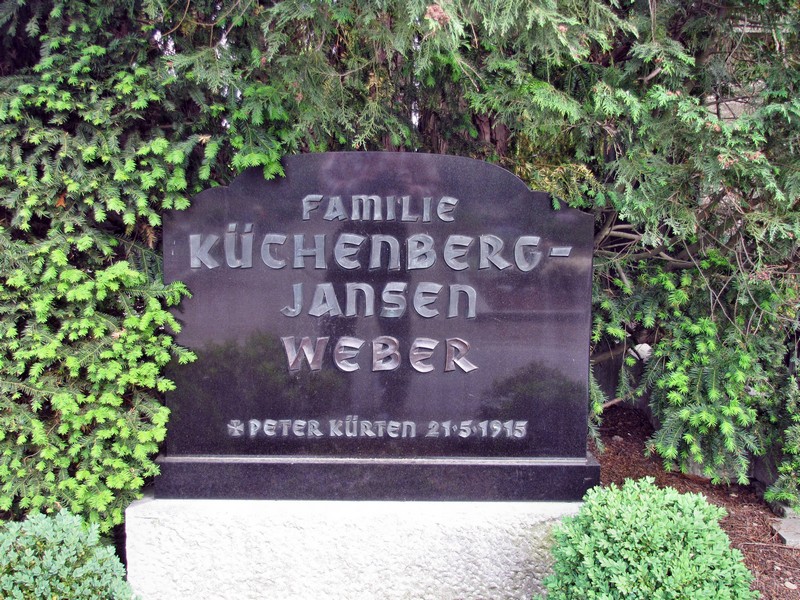 FAMILIE
KÜCHENBERG-
JANSEN
WEBER
✠ PETER KÜRTEN 21·5·1915